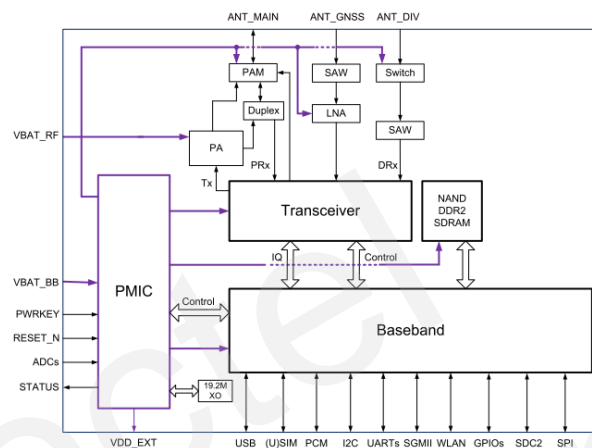 ANT_MAIN
ANT_GNSS
ANT_DIV
PAM
SAW
Switch
Duplex
LNA
VBAT_RF
PA
SAW
PRx
DRx
Tx
Transceiver
NAND
DDR2
SDRAM
IQ
Control
VBAT_BB
PMIC
Control
Baseband
PWRKEY
RESET_N
ADCs
STATUS
19.2M
XO
VDD_EXT
USB
(U)SIM
PCM
I2C
UARTs
SGMII
WLAN
GPIOs
SDC2
SPI